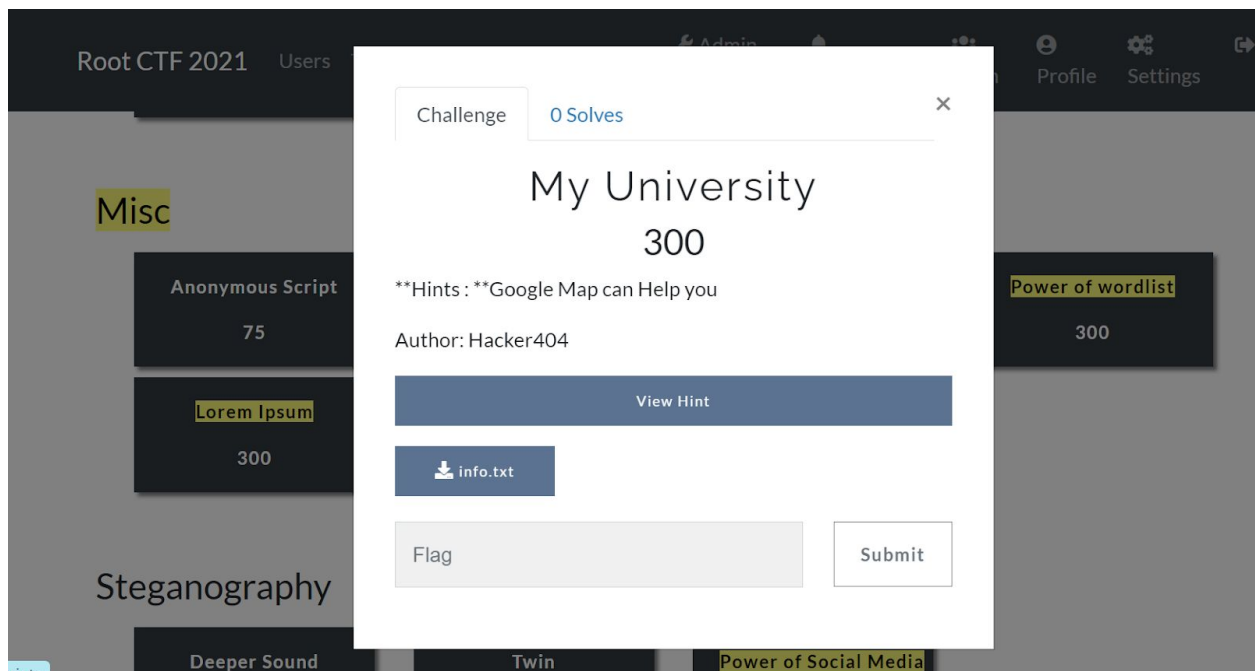 Root CTF 2021 Users Admin Profile Settings
Challenge 0 Solves ×
My University
300
**Hints : **Google Map can Help you
Author: Hacker404
View Hint
info.txt
Flag Submit
Misc
Anonymous Script
75
Power of wordlist
300
Lorem Ipsum
300
Steganography
Deeper Sound
Twin
Power of Social Media